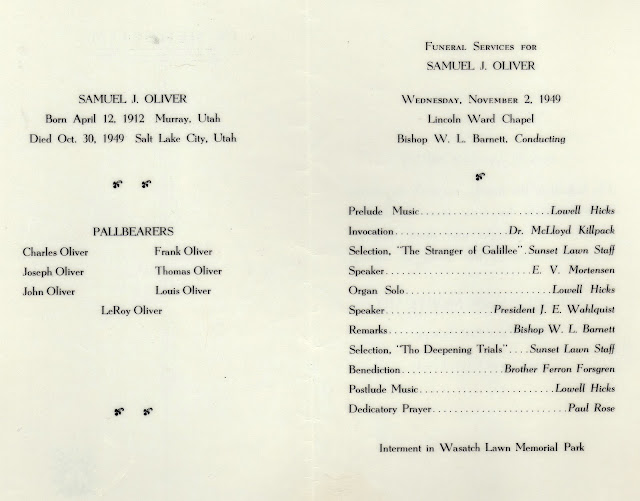 SAMUEL J. OLIVER
Born April 12, 1912 Murray, Utah
Died Oct. 30, 1949 Salt Lake City, Utah
PALLBEARERS
Charles Oliver Frank Oliver
Joseph Oliver Thomas Oliver
John Oliver Louis Oliver
LeRoy Oliver
FUNERAL SERVICES FOR
SAMUEL J. OLIVER
WEDNESDAY, NOVEMBER 2, 1949
Lincoln Ward Chapel
Bishop W. L. Barnett, Conducting
Prelude Music........................Lowell Hicks
Invocation........................Dr. McLloyd Killpack
Selection, "The Stranger of Galillee".Sunset Lawn Staff
Speaker........................E. V. Mortensen
Organ Solo........................Lowell Hicks
Speaker....................President J. E. Wahlquist
Remarks........................Bishop W. L. Barnett
Selection, "Tho Deepening Trials"....Sunset Lawn Staff
Benediction...................Brother Ferron Forsgren
Postlude Music........................Lowell Hicks
Dedicatory Prayer........................Paul Rose
Interment in Wasatch Lawn Memorial Park